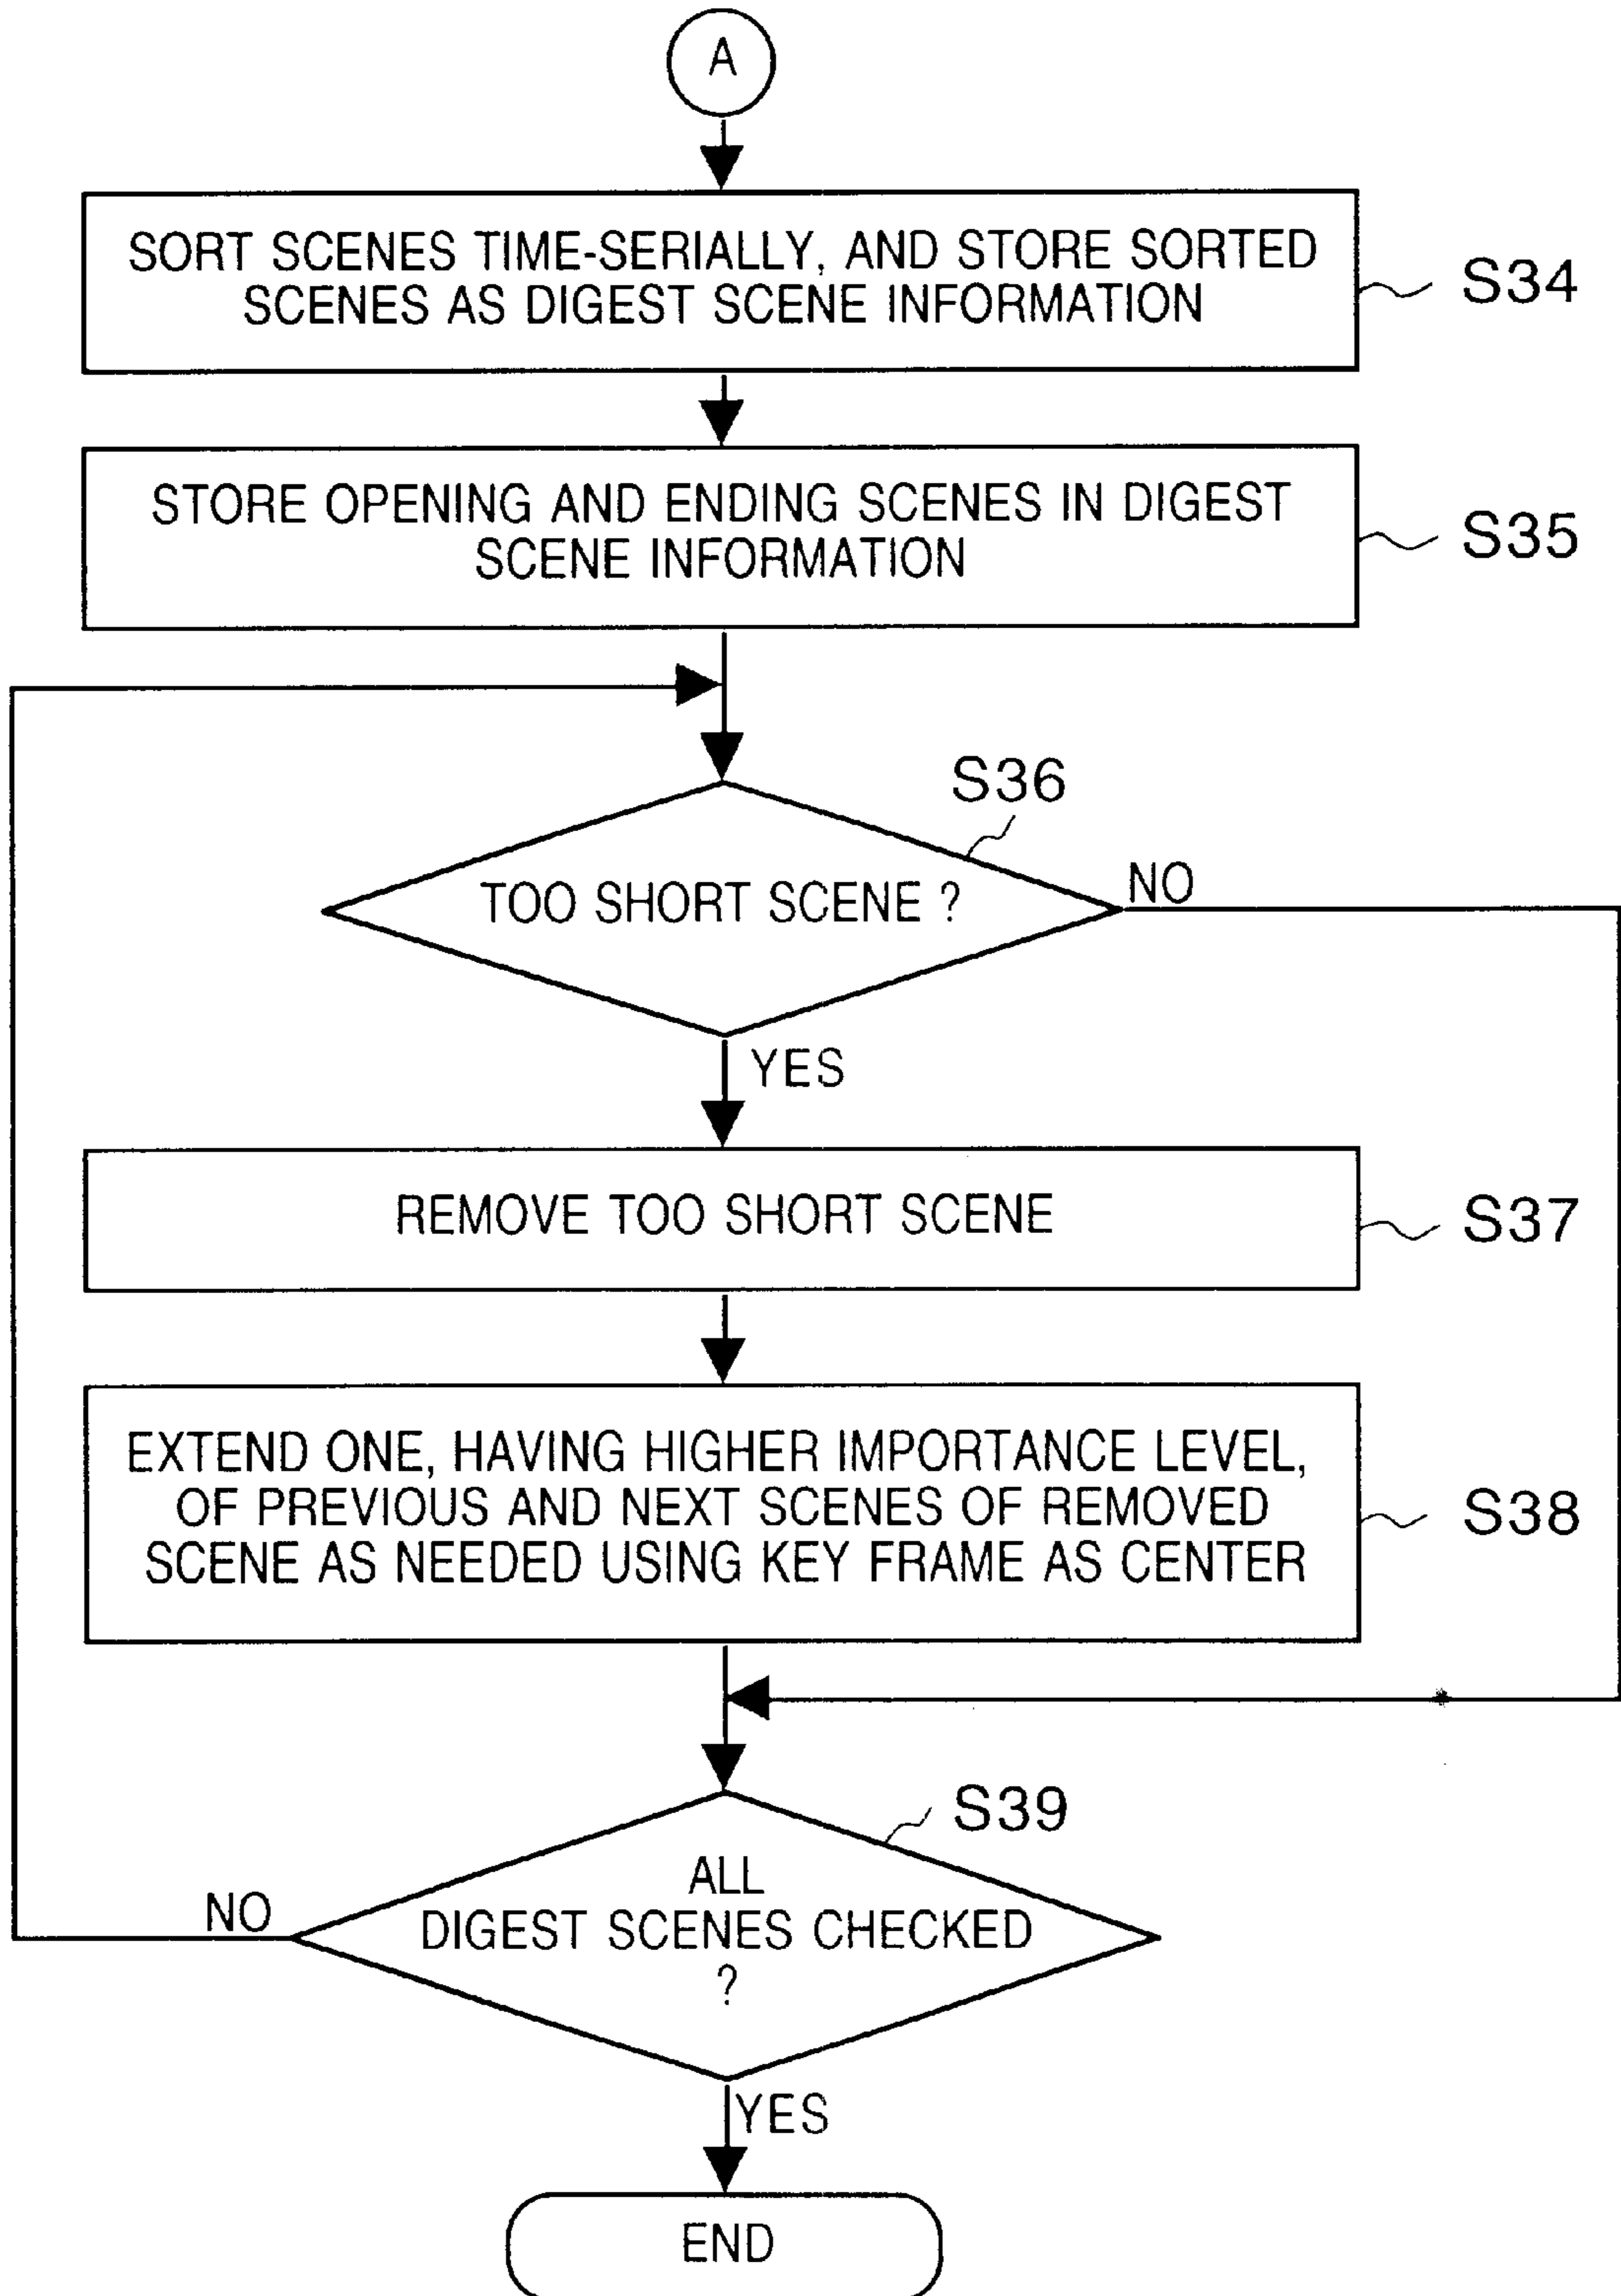 A
SORT SCENES TIME-SERIALLY, AND STORE SORTED
SCENES AS DIGEST SCENE INFORMATION
S34
STORE OPENING AND ENDING SCENES IN DIGEST
SCENE INFORMATION
S35
S36
TOO SHORT SCENE ?
NO
YES
REMOVE TOO SHORT SCENE
S37
EXTEND ONE, HAVING HIGHER IMPORTANCE LEVEL,
OF PREVIOUS AND NEXT SCENES OF REMOVED
SCENE AS NEEDED USING KEY FRAME AS CENTER
S38
S39
ALL
DIGEST SCENES CHECKED
?
NO
YES
END